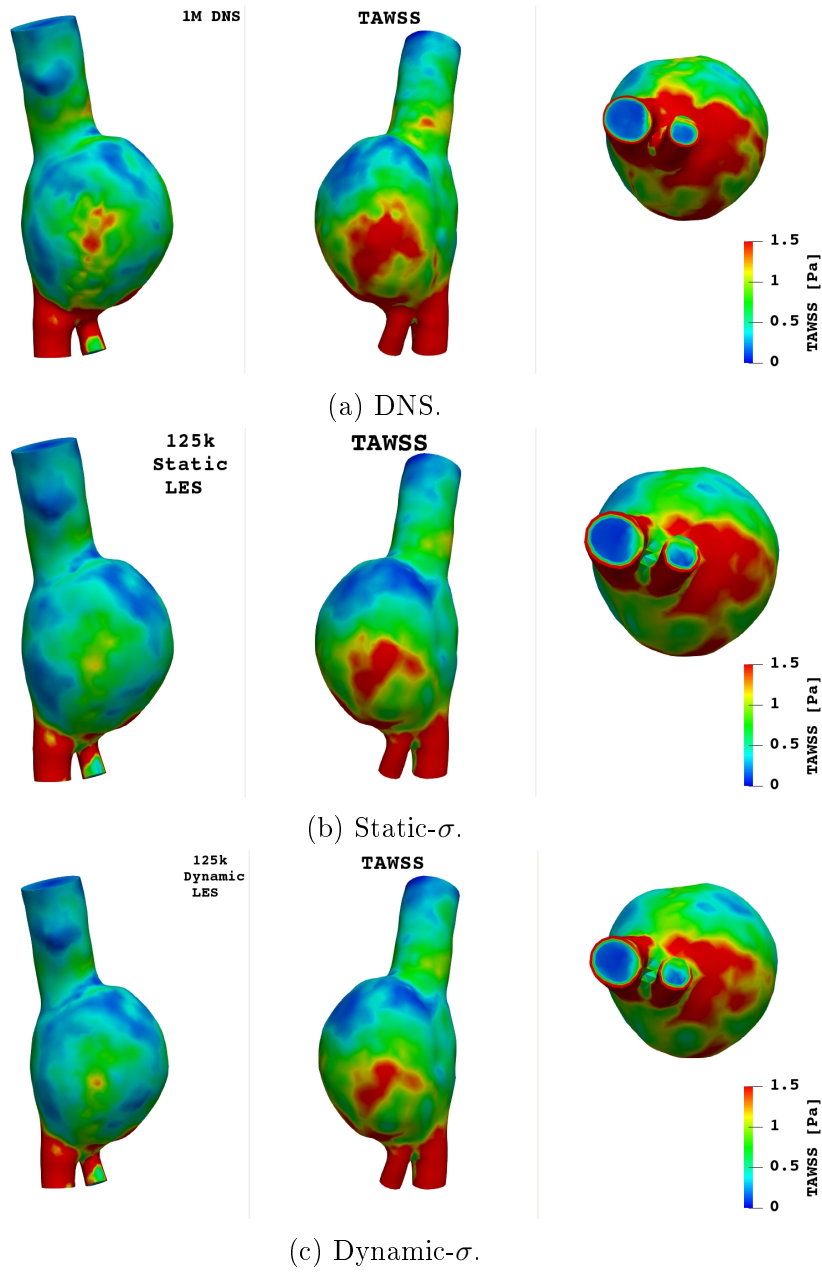 1M DNS
TAWSS
1.5
1
0.5
0
TAWSS [Pa]
(a) DNS.
125k
Static
LES
TAWSS
1.5
1
0.5
0
TAWSS [Pa]
(b) Static-σ.
125k
Dynamic
LES
TAWSS
1.5
1
0.5
0
TAWSS [Pa]
(c) Dynamic-σ.